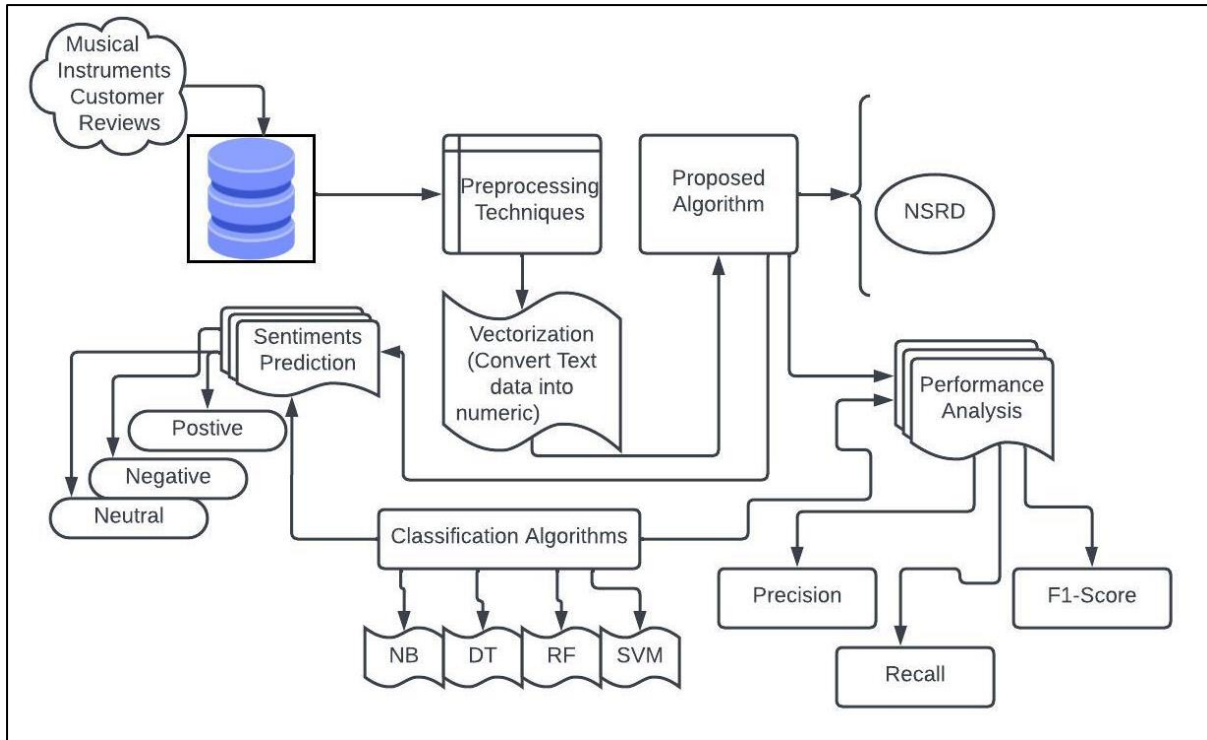 Musical
Instruments
Customer
Reviews
Preprocessing
Techniques
Proposed
Algorithm
NSRD
Sentiments
Prediction
Vectorization
(Convert Text
data into
numeric)
Performance
Analysis
Postive
Negative
Neutral
Classification Algorithms
Precision
F1-Score
Recall
NB
DT
RF
SVM